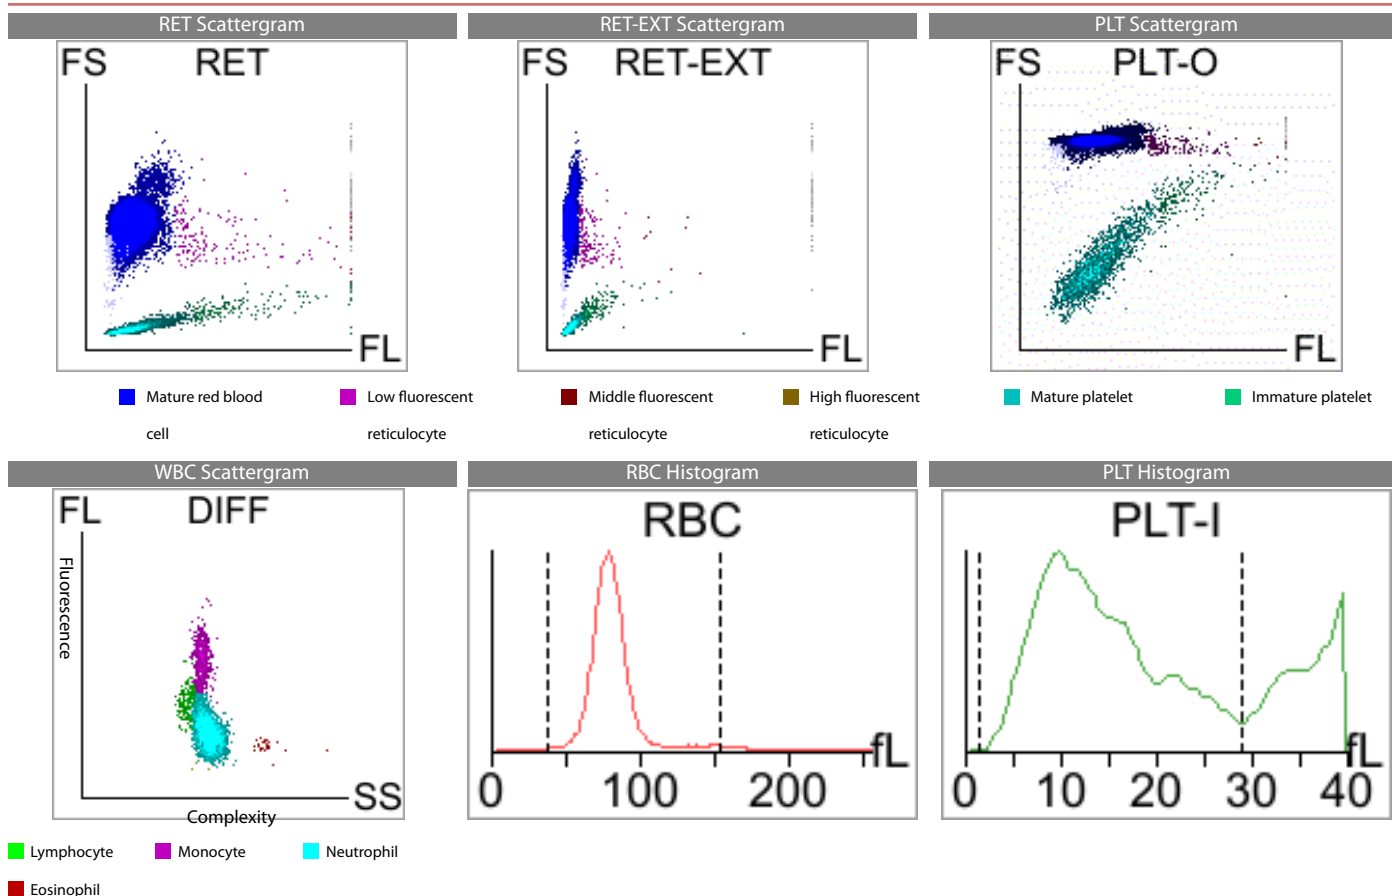 RET Scattergram
RET-EXT Scattergram
PLT Scattergram
FS RET
FL
FS RET-EXT
FL
FS PLT-O
FL
Mature red blood
cell
Low fluorescent
reticulocyte
Middle fluorescent
reticulocyte
High fluorescent
reticulocyte
Mature platelet
Immature platelet
WBC Scattergram
RBC Histogram
PLT Histogram
FL DIFF
Fluorescence
SS
Complexity
RBC
fL
0 100 200
PLT-I
fL
0 10 20 30 40
Lymphocyte
Monocyte
Neutrophil
Eosinophil